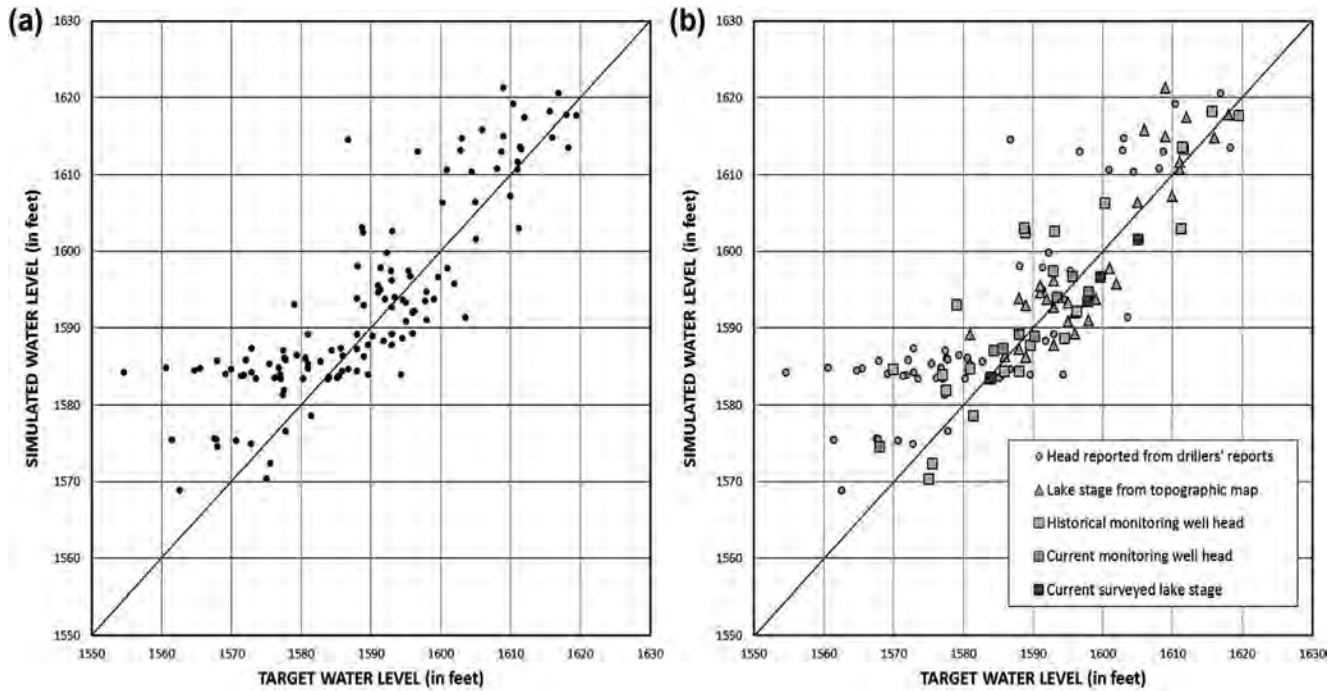 (a)
SIMULATED WATER LEVEL (in feet)
1630
1620
1610
1600
1590
1580
1570
1560
1550
1550 1560 1570 1580 1590 1600 1610 1620 1630
TARGET WATER LEVEL (in feet)
(b)
SIMULATED WATER LEVEL (in feet)
1630
1620
1610
1600
1590
1580
1570
1560
1550
1550 1560 1570 1580 1590 1600 1610 1620 1630
TARGET WATER LEVEL (in feet)
Head reported from drillers' reports
Lake stage from topographic map
Historical monitoring well head
Current monitoring well head
Current surveyed lake stage